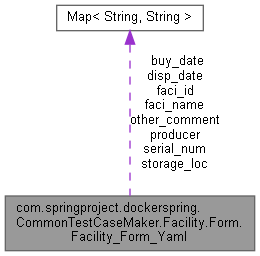 Map< String, String >
buy_date
disp_date
faci_id
faci_name
other_comment
producer
serial_num
storage_loc
com.springproject.dockerspring.
CommonTestCaseMaker.Facility.Form.
Facility_Form_Yaml